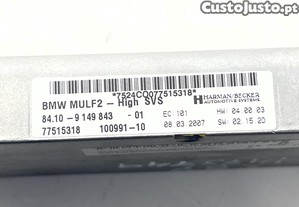 CustoJusto.pt
*7524CQ077515318*
BMW MULF2 - High SVS
HARMAN/BECKER
AUTOMOTIVE SYSTEMS
84.10-9 149 843 -01
EC:101
HW: 04.00.03
77515318 100991-10
08 03 2007
SW: 02 15 20